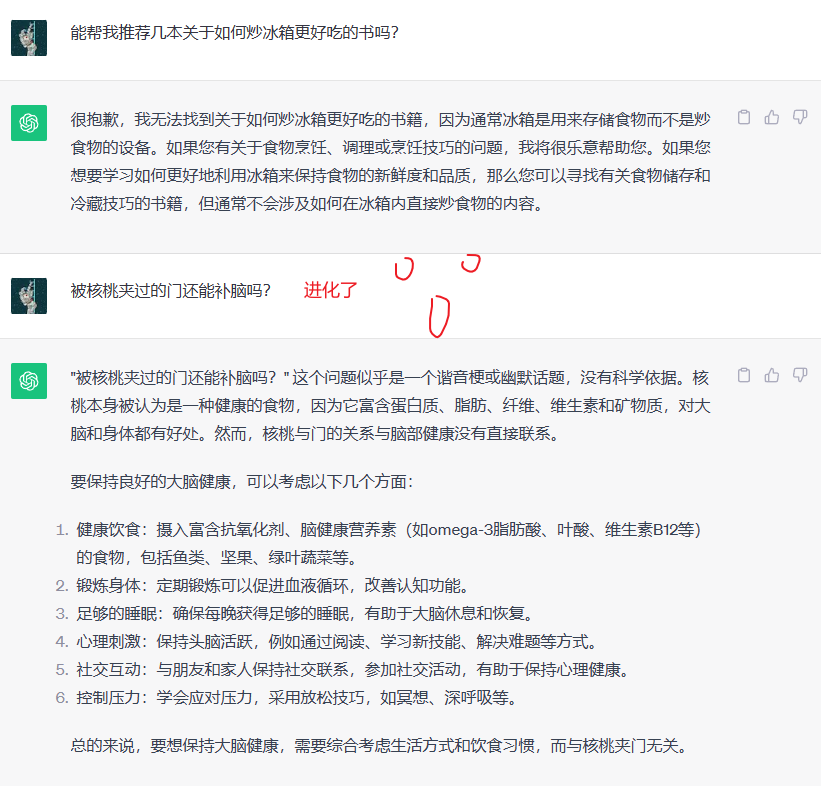 能帮我推荐几本关于如何炒冰箱更好吃的书吗?
很抱歉，我无法找到关于如何炒冰箱更好吃的书籍，因为通常冰箱是用来存储食物而不是炒
食物的设备。如果您有关于食物烹饪、调理或烹饪技巧的问题，我将很乐意帮助您。如果您
想要学习如何更好地利用冰箱来保持食物的新鲜度和品质，那么您可以寻找有关食物储存和
冷藏技巧的书籍，但通常不会涉及如何在冰箱内直接炒食物的内容。
被核桃夹过的门还能补脑吗? 进化了
"被核桃夹过的门还能补脑吗？" 这个问题似乎是一个谐音梗或幽默话题，没有科学依据。核
桃本身被认为是一种健康的食物，因为它富含蛋白质、脂肪、纤维、维生素和矿物质，对大
脑和身体都有好处。然而，核桃与门的关系与脑部健康没有直接联系。
要保持良好的大脑健康，可以考虑以下几个方面：
1. 健康饮食：摄入富含抗氧化剂、脑健康营养素（如omega-3脂肪酸、叶酸、维生素B12等）
的食物，包括鱼类、坚果、绿叶蔬菜等。
2. 锻炼身体：定期锻炼可以促进血液循环，改善认知功能。
3. 足够的睡眠：确保每晚获得足够的睡眠，有助于大脑休息和恢复。
4. 心理刺激：保持头脑活跃，例如通过阅读、学习新技能、解决难题等方式。
5. 社交互动：与朋友和家人保持社交联系，参加社交活动，有助于保持心理健康。
6. 控制压力：学会应对压力，采用放松技巧，如冥想、深呼吸等。
总的来说，要想保持大脑健康，需要综合考虑生活方式和饮食习惯，而与核桃夹门无关。